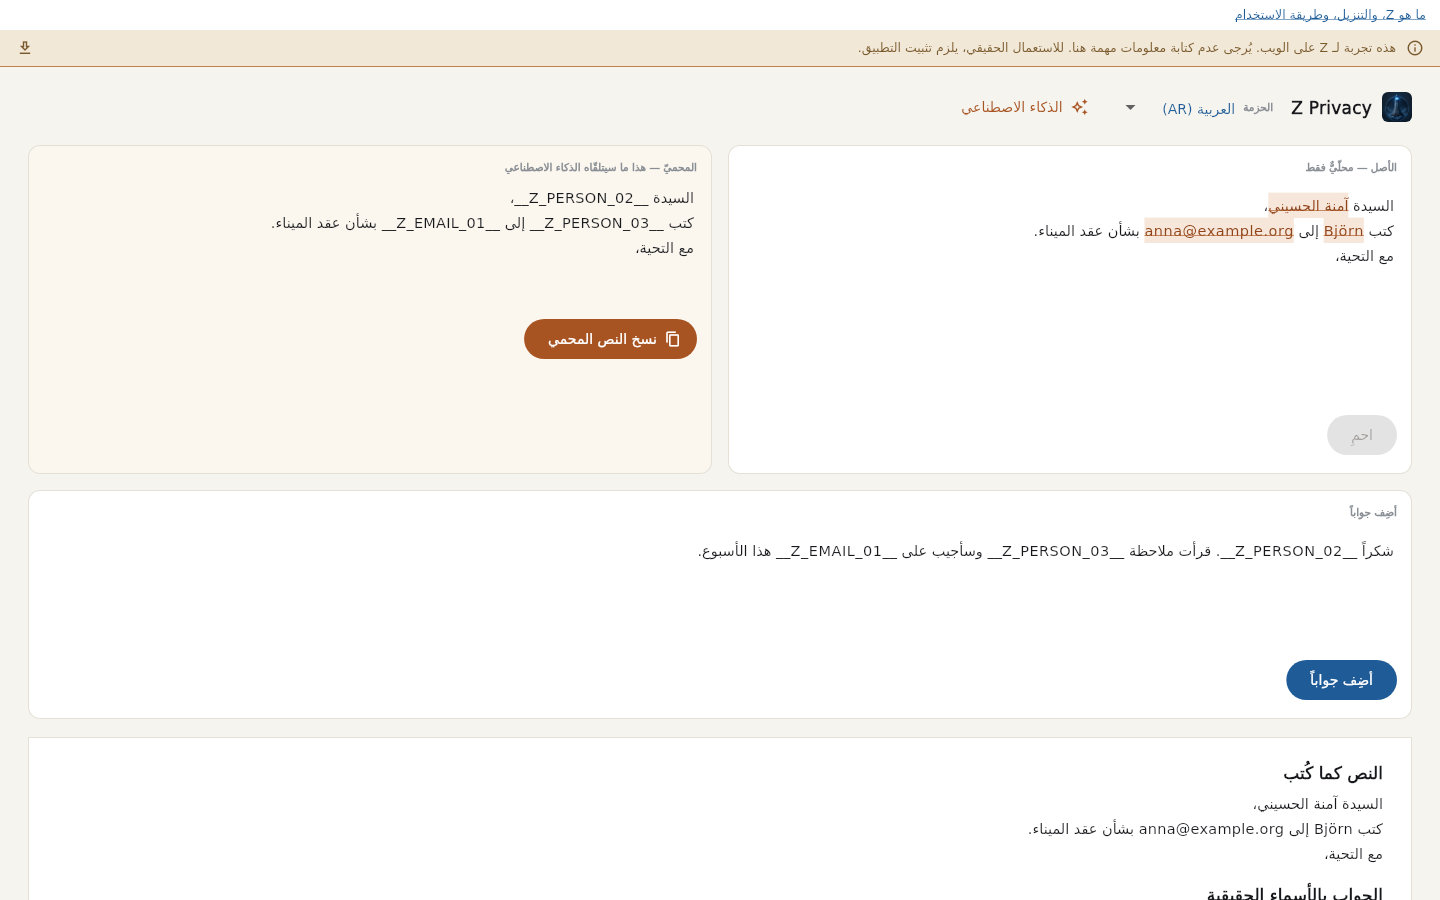 ما هو Z، والتنزيل، وطريقة الاستخدام
هذه تجربة لـ Z على الويب. يُرجى عدم كتابة معلومات مهمة هنا. للاستعمال الحقيقي، يلزم تثبيت التطبيق.
Z Privacy
الحزمة
العربية (AR)
الذكاء الاصطناعي
الأصل — محلّيٌّ فقط
السيدة آمنة الحسيني،
كتب Björn إلى anna@example.org بشأن عقد الميناء.
مع التحية،
احمِ
المحميّ — هذا ما سيتلقّاه الذكاء الاصطناعي
السيدة __Z_PERSON_02__،
كتب __Z_PERSON_03__ إلى __Z_EMAIL_01__ بشأن عقد الميناء.
مع التحية،
نسخ النص المحمي
أضِف جواباً
شكراً __Z_PERSON_02__. قرأت ملاحظة __Z_PERSON_03__ وسأجيب على __Z_EMAIL_01__ هذا الأسبوع.
أضِف جواباً
النص كما كُتب
السيدة آمنة الحسيني،
كتب Björn إلى anna@example.org بشأن عقد الميناء.
مع التحية،
الجواب بالأسماء الحقيقية